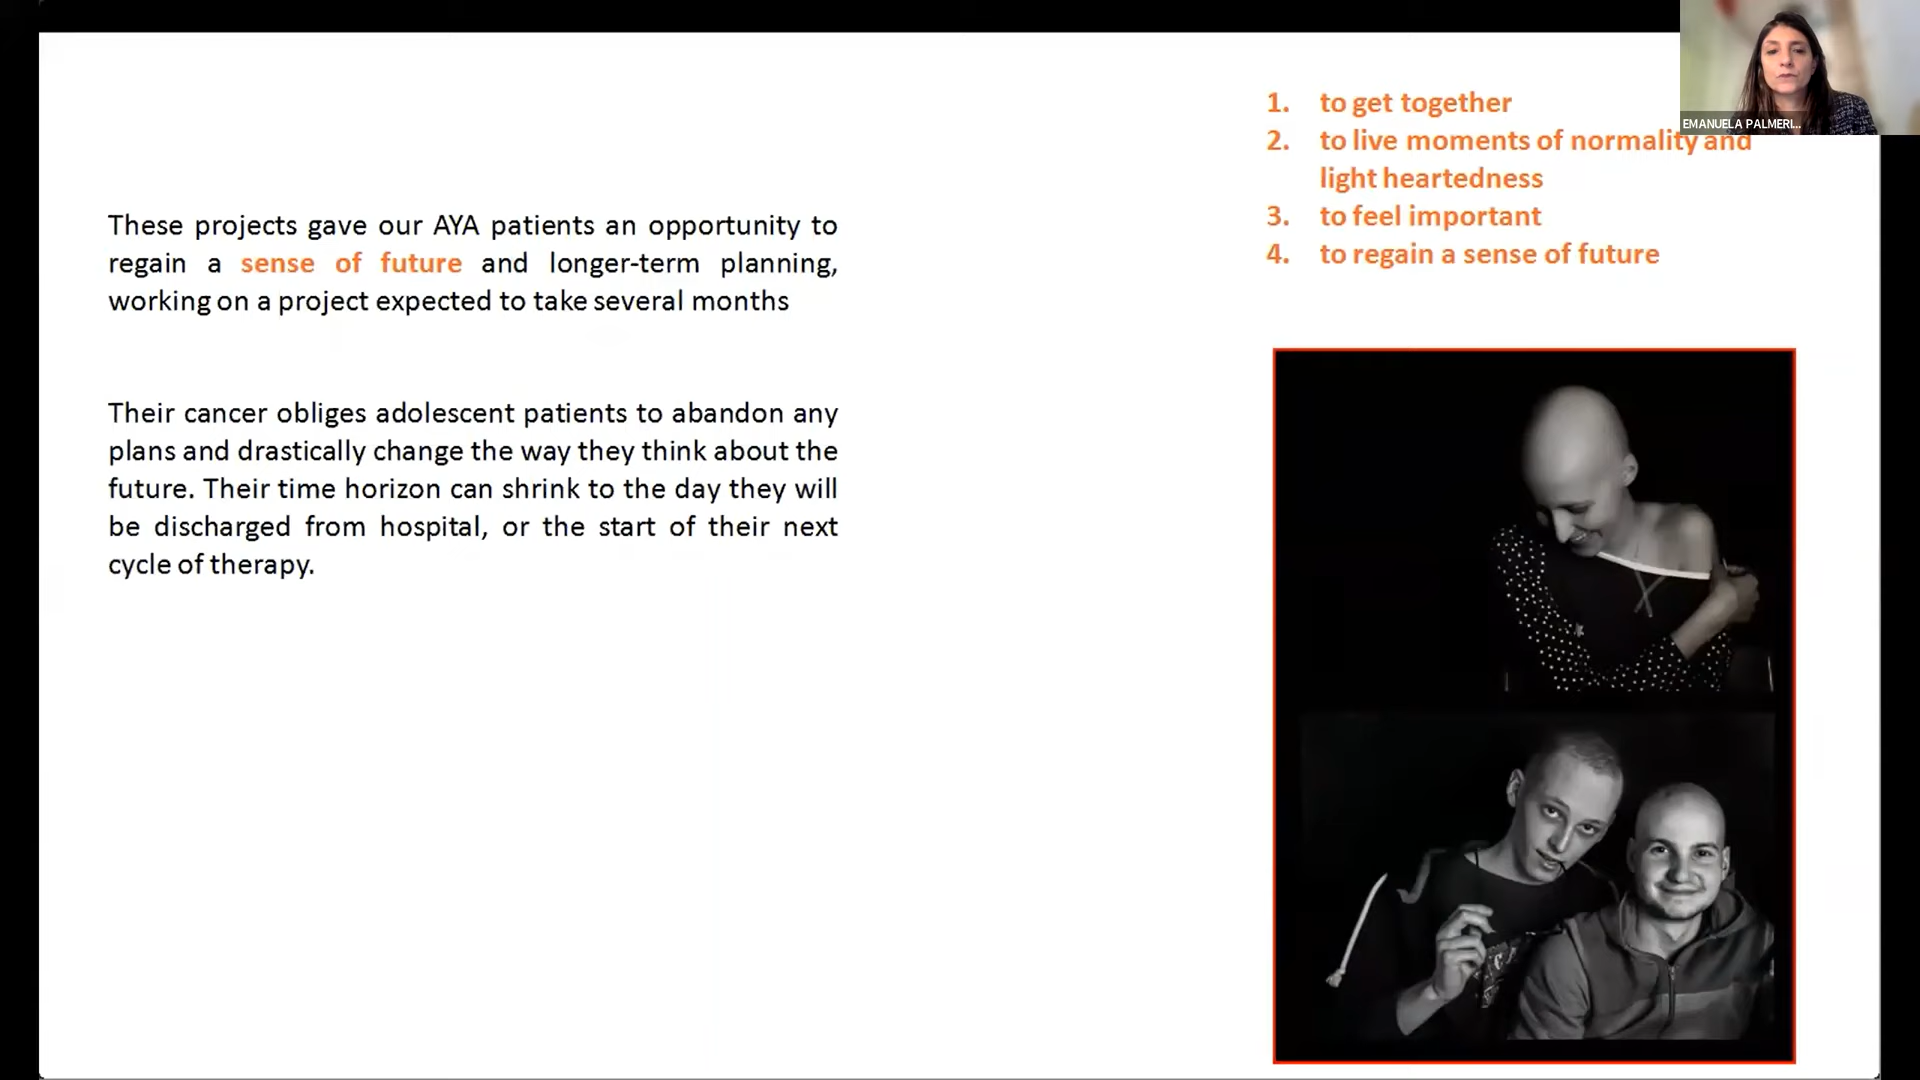 These projects gave our AYA patients an opportunity to
regain a sense of future and longer-term planning,
working on a project expected to take several months
Their cancer obliges adolescent patients to abandon any
plans and drastically change the way they think about the
future. Their time horizon can shrink to the day they will
be discharged from hospital, or the start of their next
cycle of therapy.
1. to get together
2. to live moments of normality and
light heartedness
3. to feel important
4. to regain a sense of future
EMANUELA PALMERI...